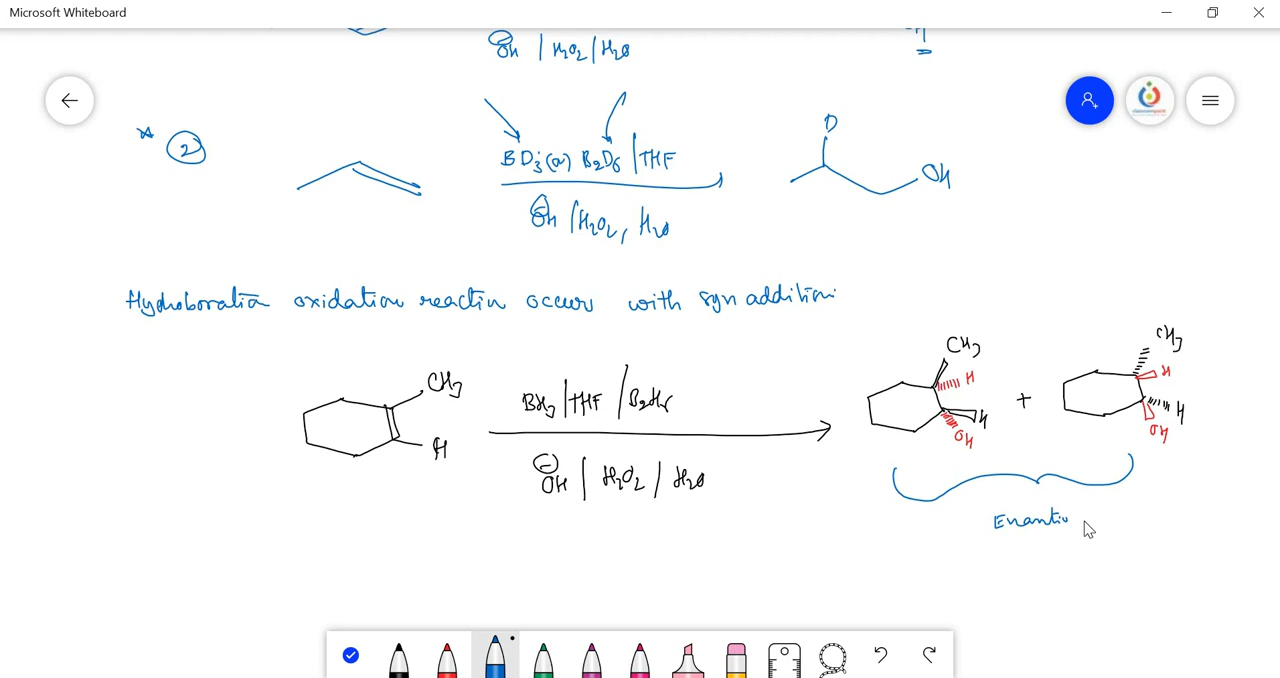 Microsoft Whiteboard
OH | H2O2 / H2O
2
BD3 (or) B2D6 | THF
OH / H2O2, H2O
D
OH
Hydroboration oxidation reaction occurs with syn addition
CH3
H
BH3 | THF / B2H6
OH | H2O2 / H2O
CH3
H
H
OH
+
CH3
H
H
OH
Enantio